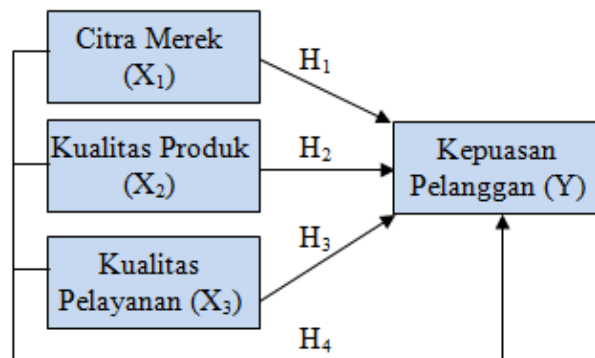 Citra Merek
(X₁)
H₁
Kualitas Produk
(X₂)
H₂
Kepuasan
Pelanggan (Y)
Kualitas
Pelayanan (X₃)
H₃
H₄